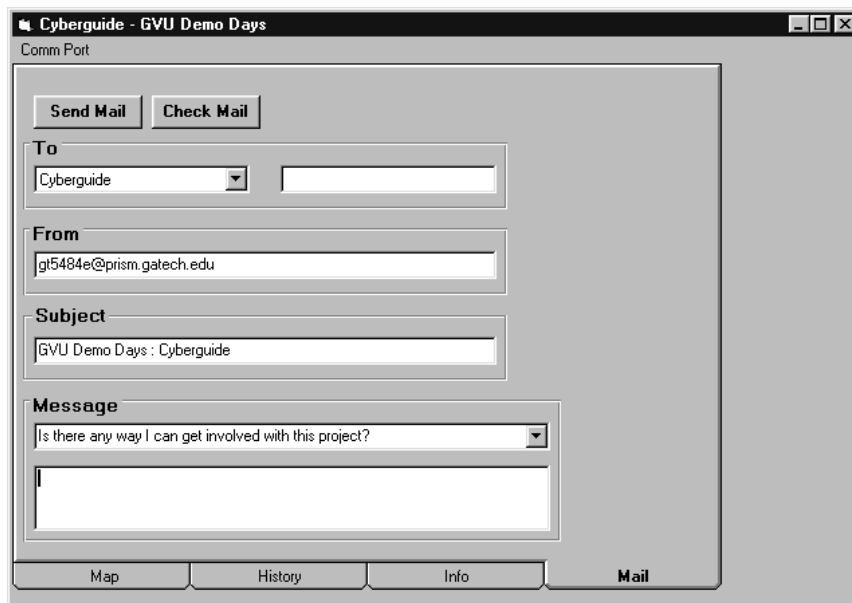 Cyberguide - GVU Demo Days
Comm Port
Send Mail Check Mail
To
Cyberguide
From
gt5484e@prism.gatech.edu
Subject
GVU Demo Days : Cyberguide
Message
Is there any way I can get involved with this project?
Map History Info Mail